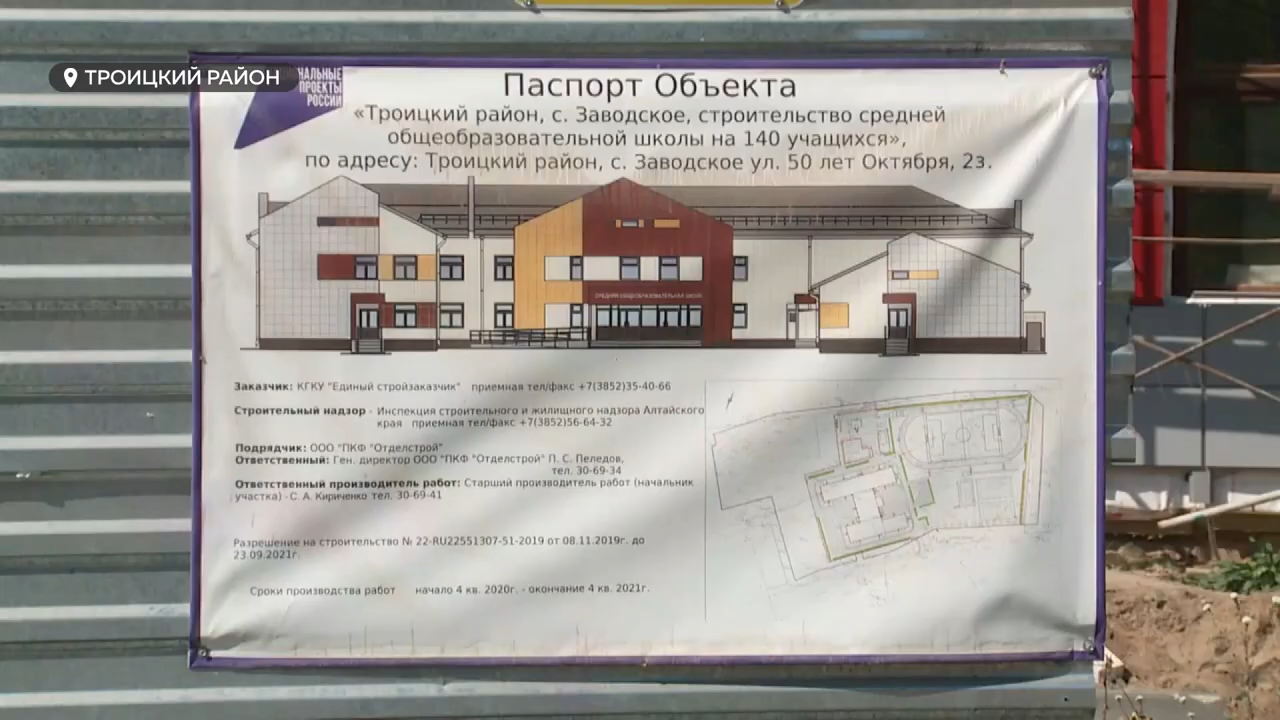 ТРОИЦКИЙ РАЙОН
НАЛЬНЫЕ
ПРОЕКТЫ
РОССИИ
Паспорт Объекта
«Троицкий район, с. Заводское, строительство средней
общеобразовательной школы на 140 учащихся»,
по адресу: Троицкий район, с. Заводское ул. 50 лет Октября, 2з.
СРЕДНЯЯ ОБЩЕОБРАЗОВАТЕЛЬНАЯ ШКОЛА
Заказчик: КГКУ "Единый стройзаказчик" приемная тел/факс +7(3852)35-40-66
Строительный надзор - Инспекция строительного и жилищного надзора Алтайского
края приемная тел/факс +7(3852)56-64-32
Подрядчик: ООО "ПКФ "Отделстрой"
Ответственный: Ген. директор ООО "ПКФ "Отделстрой" П. С. Пеледов,
тел. 30-69-34
Ответственный производитель работ: Старший производитель работ (начальник
участка) - С. А. Кириченко тел. 30-69-41
Разрешение на строительство № 22-RU22551307-51-2019 от 08.11.2019г. до
23.09.2021г.
Сроки производства работ начало 4 кв. 2020г. - окончание 4 кв. 2021г.